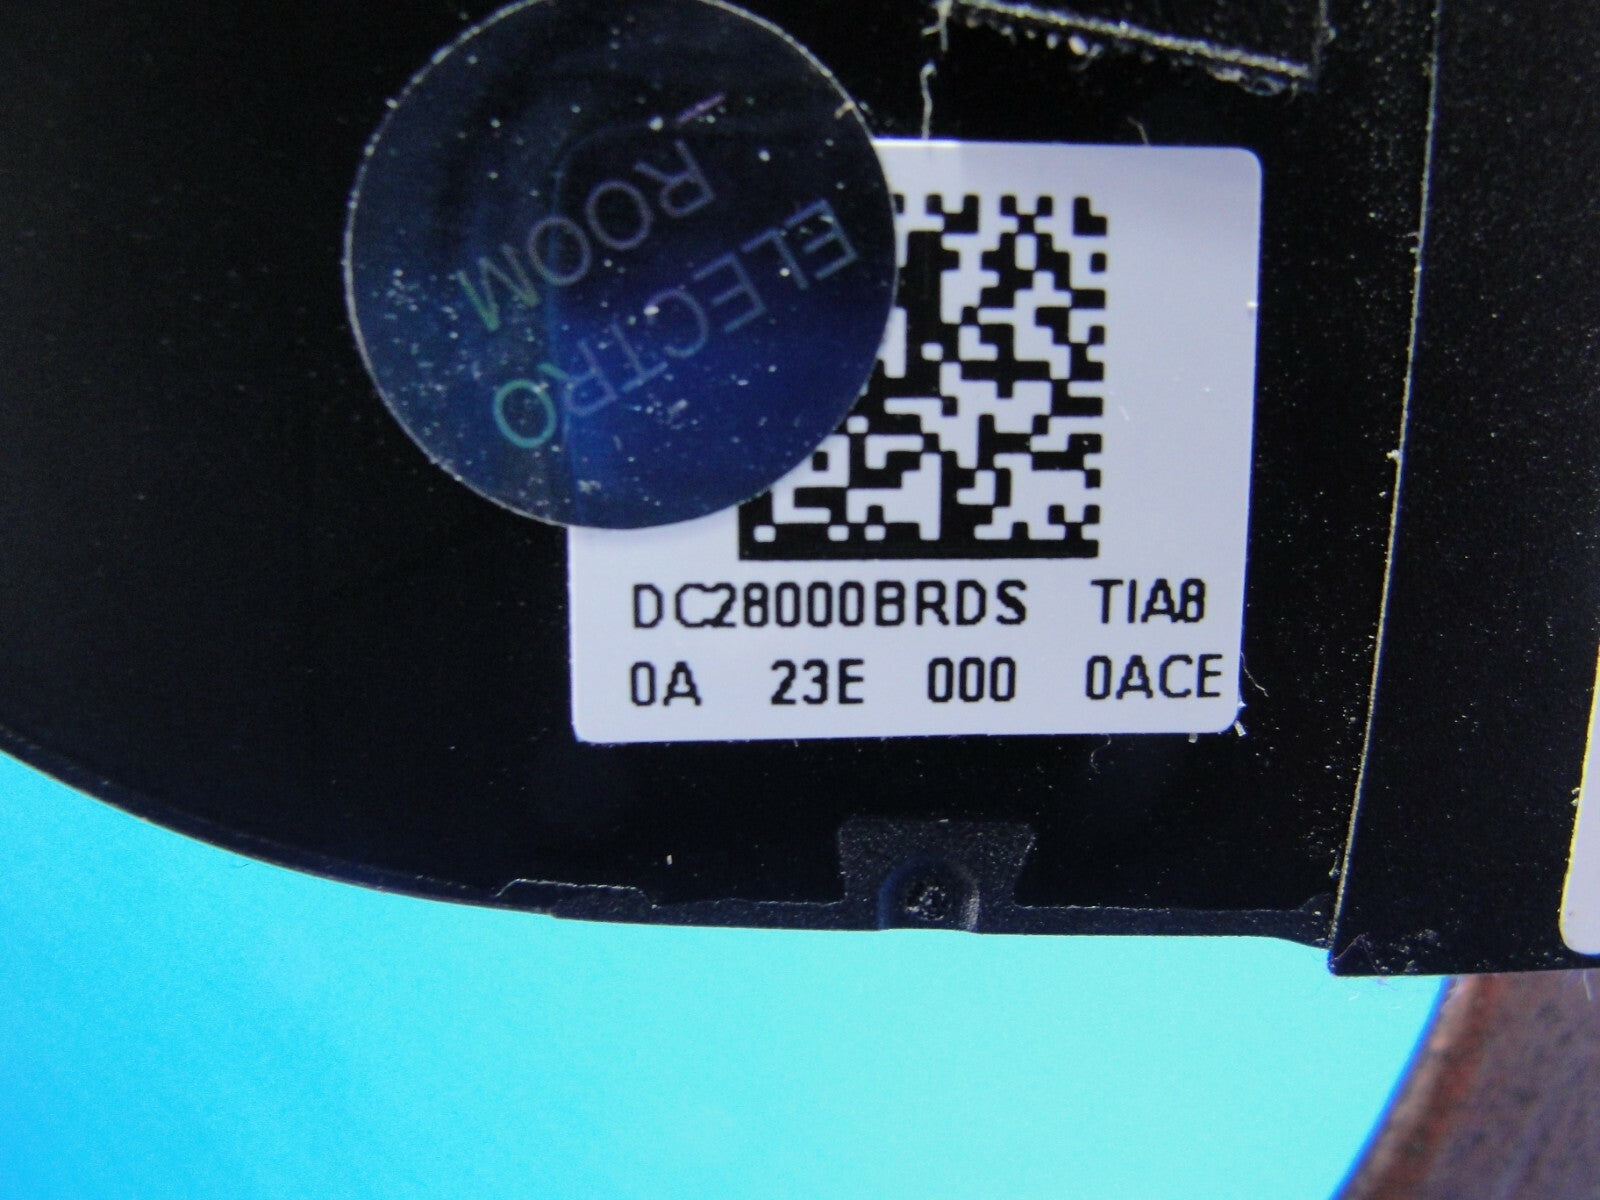 ELECTRO
ROOM
DC28000BRDS TIA8
0A 23E 000 0ACE